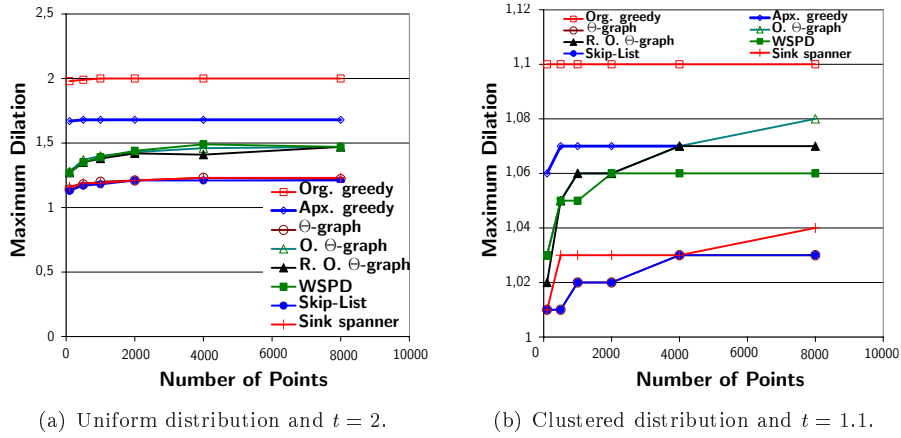 2,5
2
1,5
1
0,5
0
0
2000
4000
6000
8000
10000
Maximum Dilation
Number of Points
Org. greedy
Apx. greedy
Θ-graph
O. Θ-graph
R. O. Θ-graph
WSPD
Skip-List
Sink spanner
(a) Uniform distribution and t = 2.
1,12
1,1
1,08
1,06
1,04
1,02
1
0
2000
4000
6000
8000
10000
Maximum Dilation
Number of Points
Org. greedy
Θ-graph
R. O. Θ-graph
Skip-List
Apx. greedy
O. Θ-graph
WSPD
Sink spanner
(b) Clustered distribution and t = 1.1.